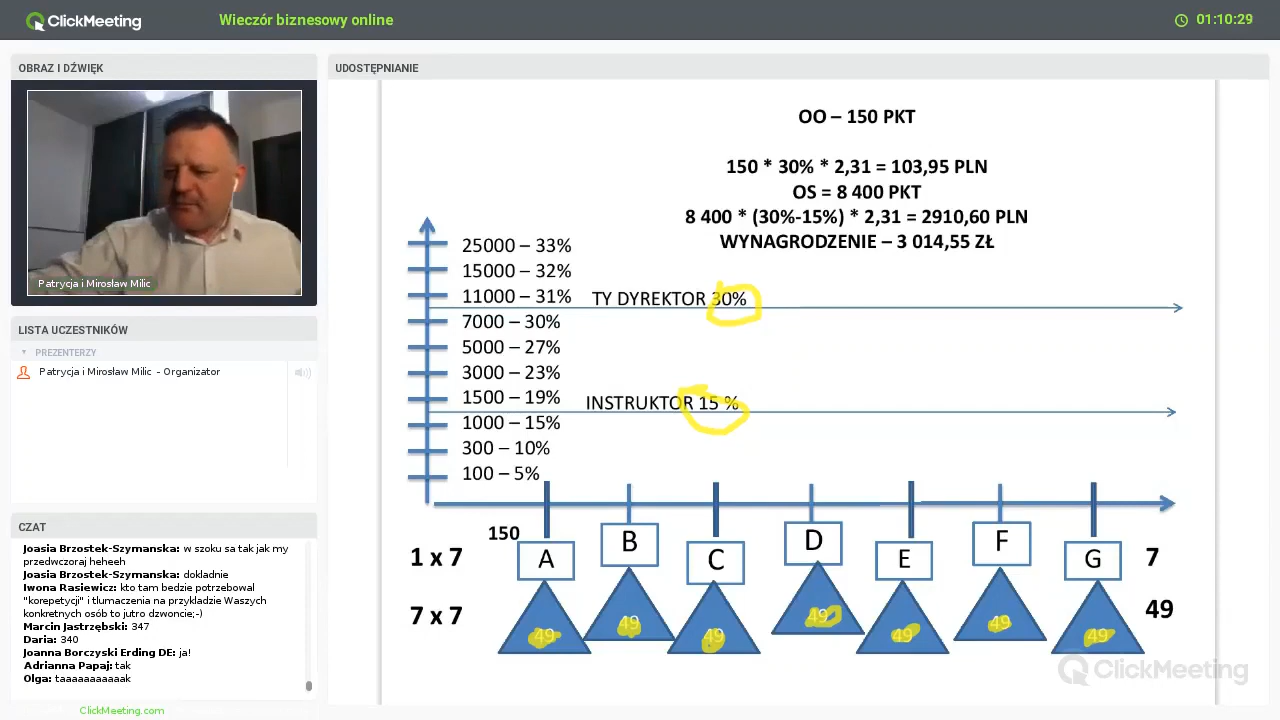 ClickMeeting
Wieczór biznesowy online
01:10:29
OBRAZ I DŹWIĘK
Patrycja i Mirosław Milic
LISTA UCZESTNIKÓW
PREZENTERZY
Patrycja i Mirosław Milic - Organizator
CZAT
Joasia Brzostek-Szymanska: w szoku sa tak jak my
przedwczoraj heheeh
Joasia Brzostek-Szymanska: dokladnie
Iwona Rasiewicz: kto tam bedzie potrzebowal
"korepetycji" i tlumaczenia na przykladzie Waszych
konkretnych osób to jutro dzwoncie;-)
Marcin Jastrzębski: 347
Daria: 340
Joanna Borczyski Erding DE: ja!
Adrianna Papaj: tak
Olga: taaaaaaaaaaak
ClickMeeting.com
UDOSTĘPNIANIE
OO – 150 PKT
150 * 30% * 2,31 = 103,95 PLN
OS = 8 400 PKT
8 400 * (30%-15%) * 2,31 = 2910,60 PLN
WYNAGRODZENIE – 3 014,55 ZŁ
25000 – 33%
15000 – 32%
11000 – 31%
TY DYREKTOR 30%
7000 – 30%
5000 – 27%
3000 – 23%
1500 – 19%
INSTRUKTOR 15 %
1000 – 15%
300 – 10%
100 – 5%
150
1 x 7
A B C D E F G
7
7 x 7
49 49 49 49 49 49 49
49
ClickMeeting